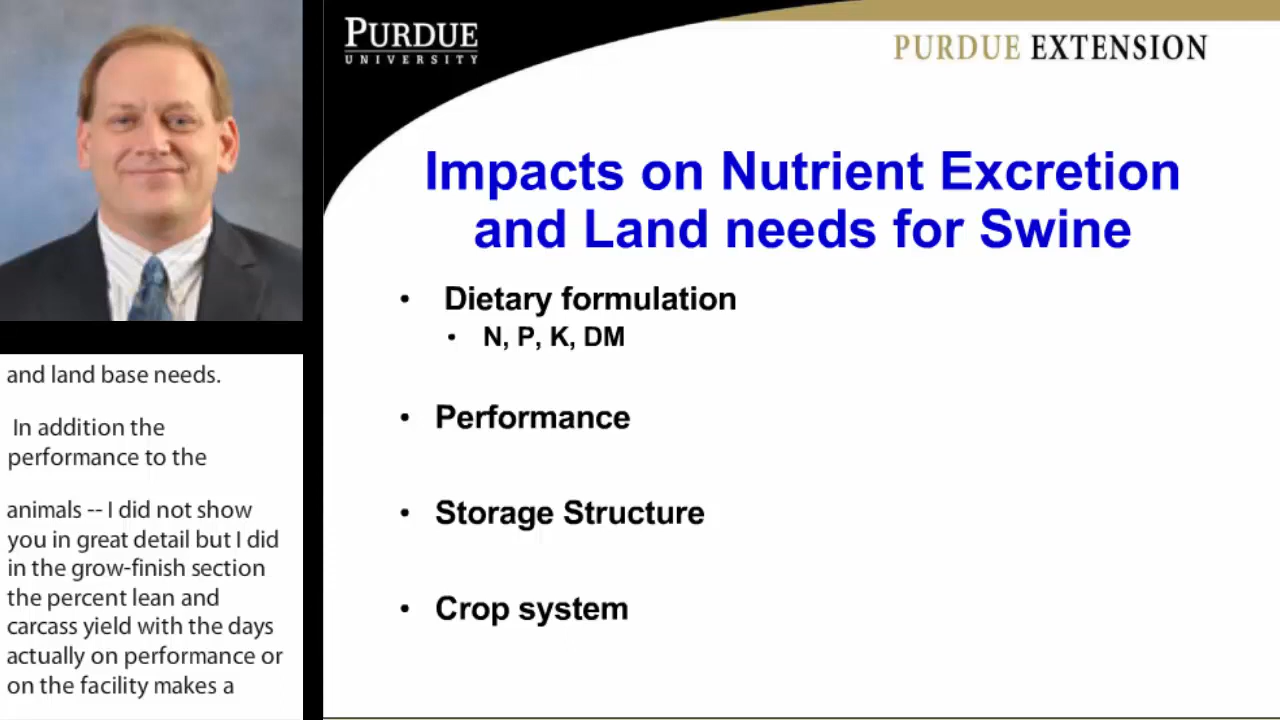 PURDUE
UNIVERSITY
PURDUE EXTENSION
Impacts on Nutrient Excretion
and Land needs for Swine
• Dietary formulation
• N, P, K, DM
• Performance
• Storage Structure
• Crop system
and land base needs.
In addition the
performance to the
animals -- I did not show
you in great detail but I did
in the grow-finish section
the percent lean and
carcass yield with the days
actually on performance or
on the facility makes a